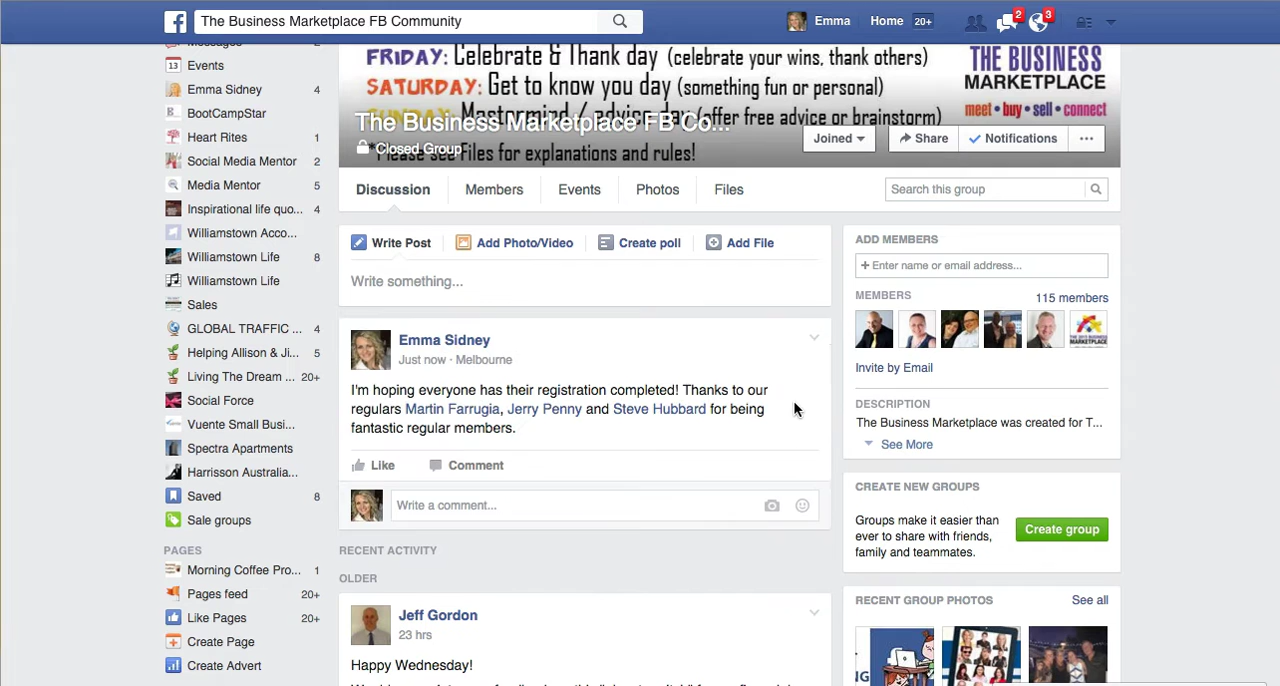 The Business Marketplace FB Community
Emma
Home 20+
2
3
Messages 2
13 Events
Emma Sidney 4
BootCampStar
Heart Rites 1
Social Media Mentor 2
Media Mentor 5
Inspirational life quo... 4
Williamstown Acco...
Williamstown Life 8
Williamstown Life
Sales
GLOBAL TRAFFIC ... 4
Helping Allison & Ji... 5
Living The Dream ... 20+
Social Force
Vuente Small Busi...
Spectra Apartments
Harrisson Australia...
Saved 8
Sale groups
PAGES
Morning Coffee Pro... 1
Pages feed 20+
Like Pages 20+
Create Page
Create Advert
FRIDAY: Celebrate & Thank day (celebrate your wins, thank others)
SATURDAY: Get to know you day (something fun or personal)
SUNDAY: Mastermind / advice day (offer free advice or brainstorm)
*Please see Files for explanations and rules!
THE BUSINESS
MARKETPLACE
meet • buy • sell • connect
The Business Marketplace FB Co...
Closed Group
Joined
Share
Notifications
Discussion
Members
Events
Photos
Files
Search this group
Write Post
Add Photo/Video
Create poll
Add File
Write something...
Emma Sidney
Just now · Melbourne
I'm hoping everyone has their registration completed! Thanks to our
regulars Martin Farrugia, Jerry Penny and Steve Hubbard for being
fantastic regular members.
Like
Comment
Write a comment...
RECENT ACTIVITY
OLDER
Jeff Gordon
23 hrs
Happy Wednesday!
ADD MEMBERS
+ Enter name or email address...
MEMBERS
115 members
Invite by Email
DESCRIPTION
The Business Marketplace was created for T...
See More
CREATE NEW GROUPS
Groups make it easier than
ever to share with friends,
family and teammates.
Create group
RECENT GROUP PHOTOS
See all